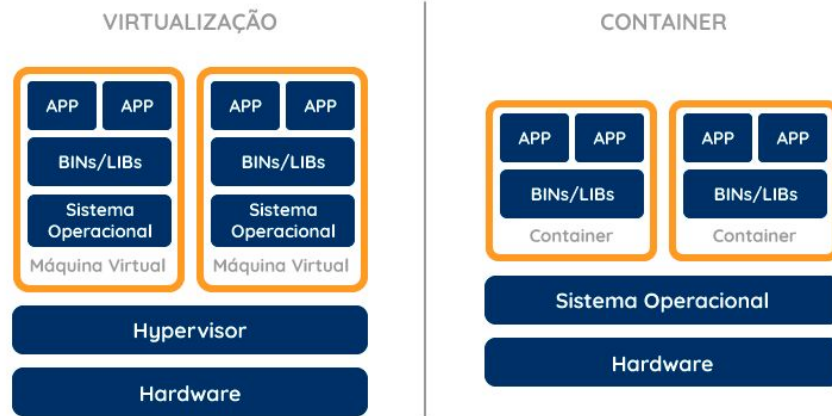 VIRTUALIZAÇÃO
APP APP
BINs/LIBs
Sistema
Operacional
Máquina Virtual
APP APP
BINs/LIBs
Sistema
Operacional
Máquina Virtual
Hypervisor
Hardware
CONTAINER
APP APP
BINs/LIBs
Container
APP APP
BINs/LIBs
Container
Sistema Operacional
Hardware